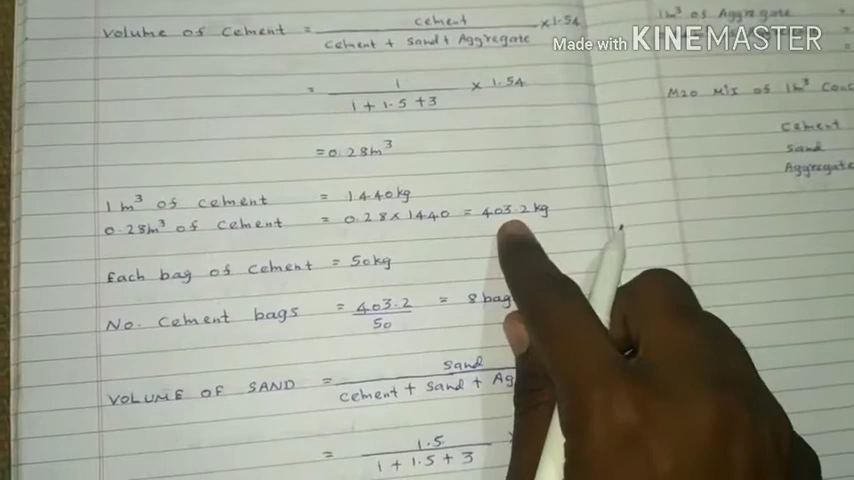 Volume of Cement = cement / cement + sand + Aggregate × 1.54
= 1 / 1 + 1.5 + 3 × 1.54
= 0.28m³
1m³ of cement = 1440kg
0.28m³ of cement = 0.28 × 1440 = 403.2 kg
Each bag of cement = 50kg
No. cement bags = 403.2 / 50 = 8 bag
VOLUME OF SAND = sand / cement + sand + Ag
= 1.5 / 1 + 1.5 + 3
1m³ of Aggregate =
=
=
M20 Mix of 1m³ Conc
cement
sand
Aggregate
Made with KINEMASTER